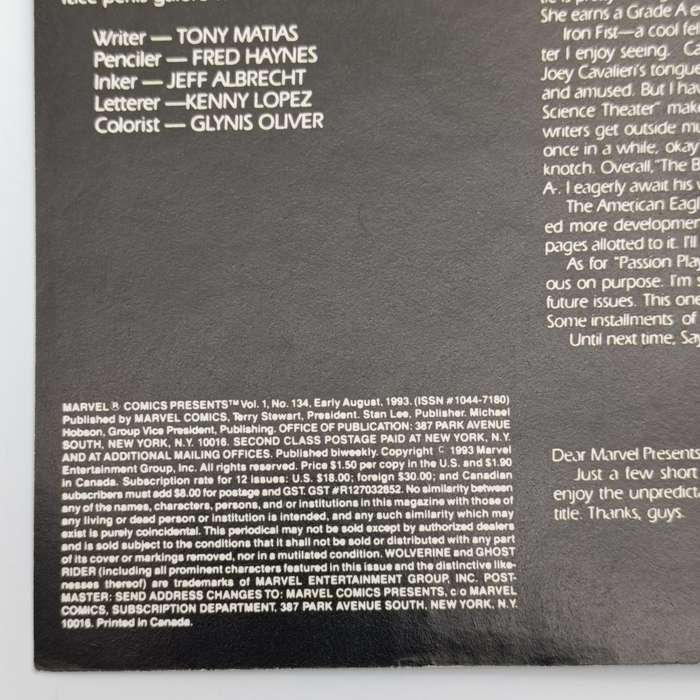 Writer — TONY MATIAS
Penciler — FRED HAYNES
Inker — JEFF ALBRECHT
Letterer —KENNY LOPEZ
Colorist — GLYNIS OLIVER
MARVEL ® COMICS PRESENTS™ Vol. 1, No. 134, Early August, 1993. (ISSN #1044-7180)
Published by MARVEL COMICS, Terry Stewart, President. Stan Lee, Publisher. Michael
Hobson, Group Vice President, Publishing. OFFICE OF PUBLICATION: 387 PARK AVENUE
SOUTH, NEW YORK, N.Y. 10016. SECOND CLASS POSTAGE PAID AT NEW YORK, N.Y.
AND AT ADDITIONAL MAILING OFFICES. Published biweekly. Copyright © 1993 Marvel
Entertainment Group, Inc. All rights reserved. Price $1.50 per copy in the U.S. and $1.90
in Canada. Subscription rate for 12 issues: U.S. $18.00; foreign $30.00; and Canadian
subscribers must add $8.00 for postage and GST. GST #R127032852. No similarity between
any of the names, characters, persons, and/or institutions in this magazine with those of
any living or dead person or institution is intended, and any such similarity which may
exist is purely coincidental. This periodical may not be sold except by authorized dealers
and is sold subject to the conditions that it shall not be sold or distributed with any part
of its cover or markings removed, nor in a mutilated condition. WOLVERINE and GHOST
RIDER (including all prominent characters featured in this issue and the distinctive like-
nesses thereof) are trademarks of MARVEL ENTERTAINMENT GROUP, INC. POST-
MASTER: SEND ADDRESS CHANGES TO: MARVEL COMICS PRESENTS, c/o MARVEL
COMICS, SUBSCRIPTION DEPARTMENT, 387 PARK AVENUE SOUTH, NEW YORK, N.Y.
10016. Printed in Canada.
She earns a Grade A e
Iron Fist—a cool fel
ter I enjoy seeing. Ca
Joey Cavalieri's tongue
and amused. But I hav
Science Theater" make
writers get outside mu
once in a while, okay
knotch. Overall, "The B
A-. I eagerly await his
The American Eagl
ed more developmen
pages allotted to it. I'll
As for "Passion Play
ous on purpose. I'm s
future issues. This one
Some installments of
Until next time, Say
Dear Marvel Presents
Just a few short
enjoy the unpredic
title. Thanks, guys.